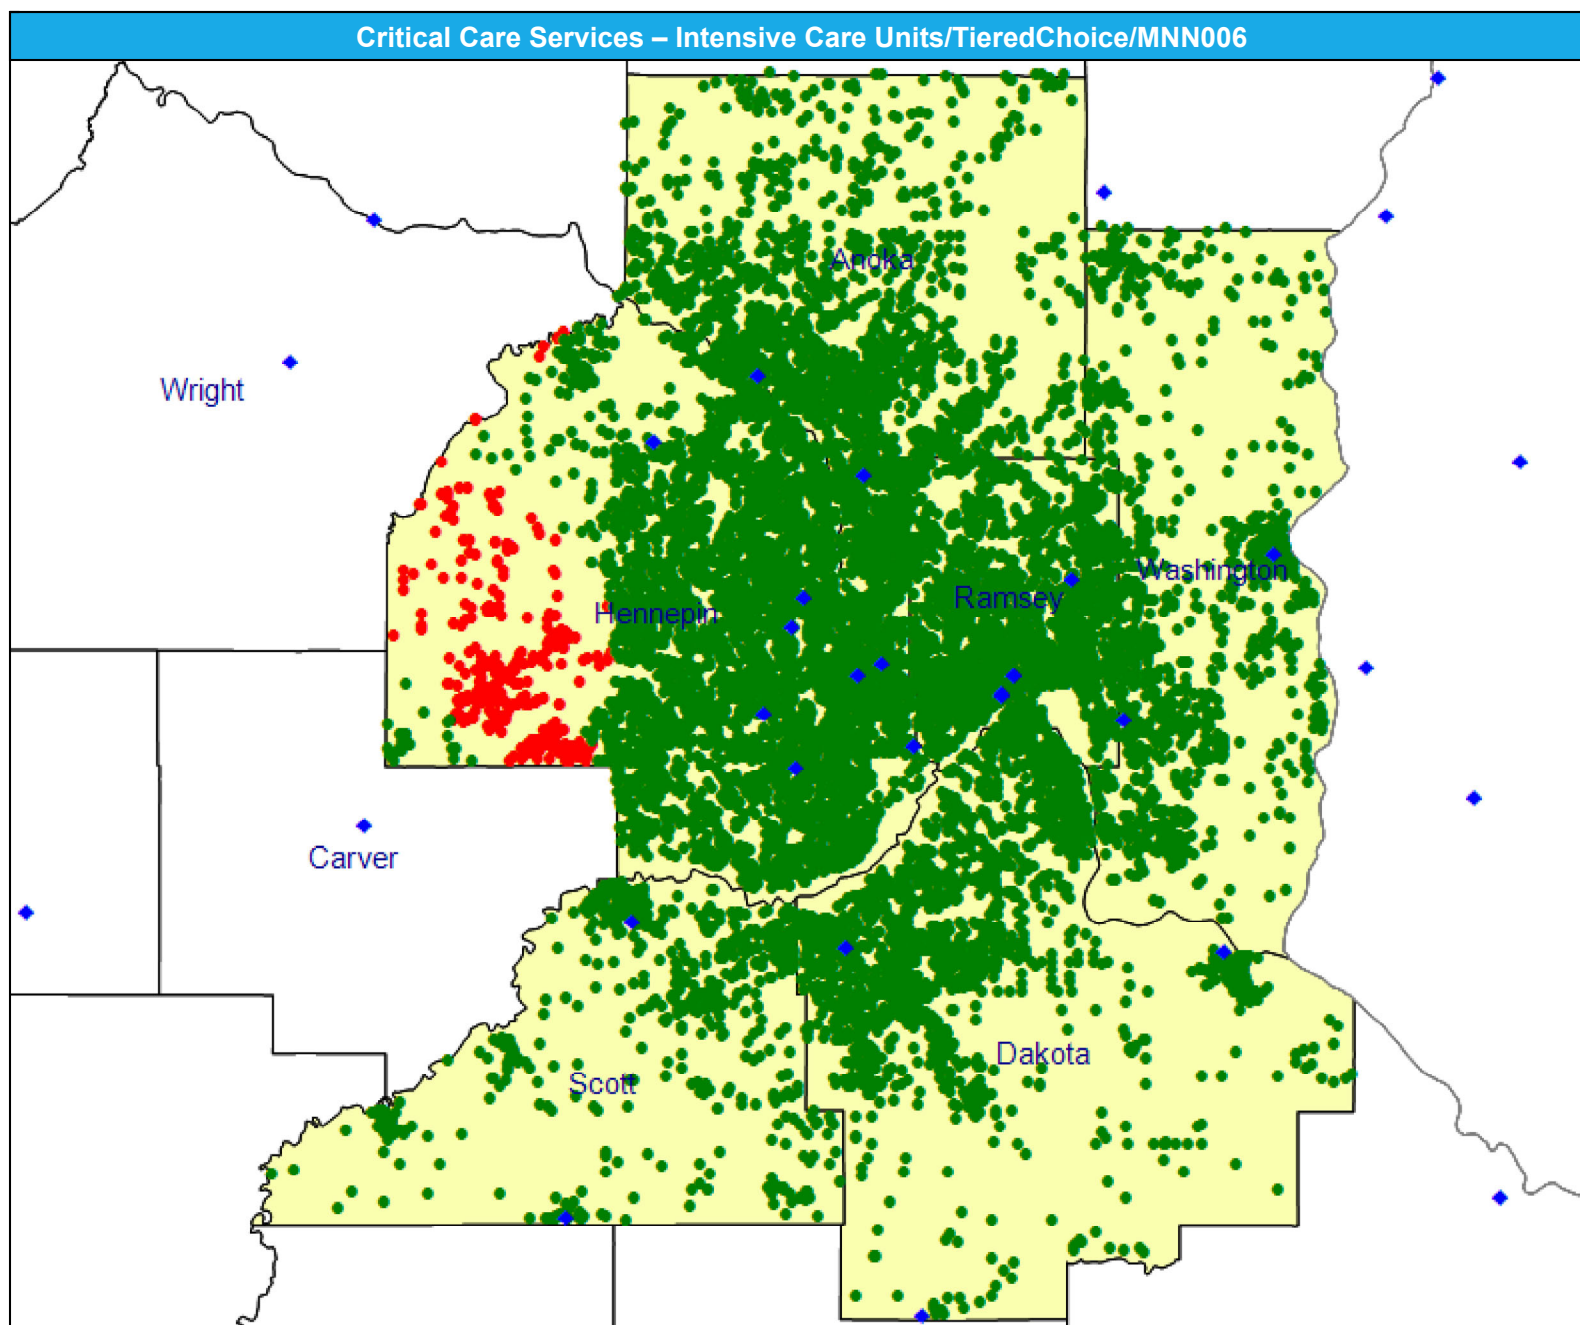 Critical Care Services – Intensive Care Units/TieredChoice/MNN006
Anoka
Wright
Washington
Ramsey
Hennepin
Carver
Dakota
Scott